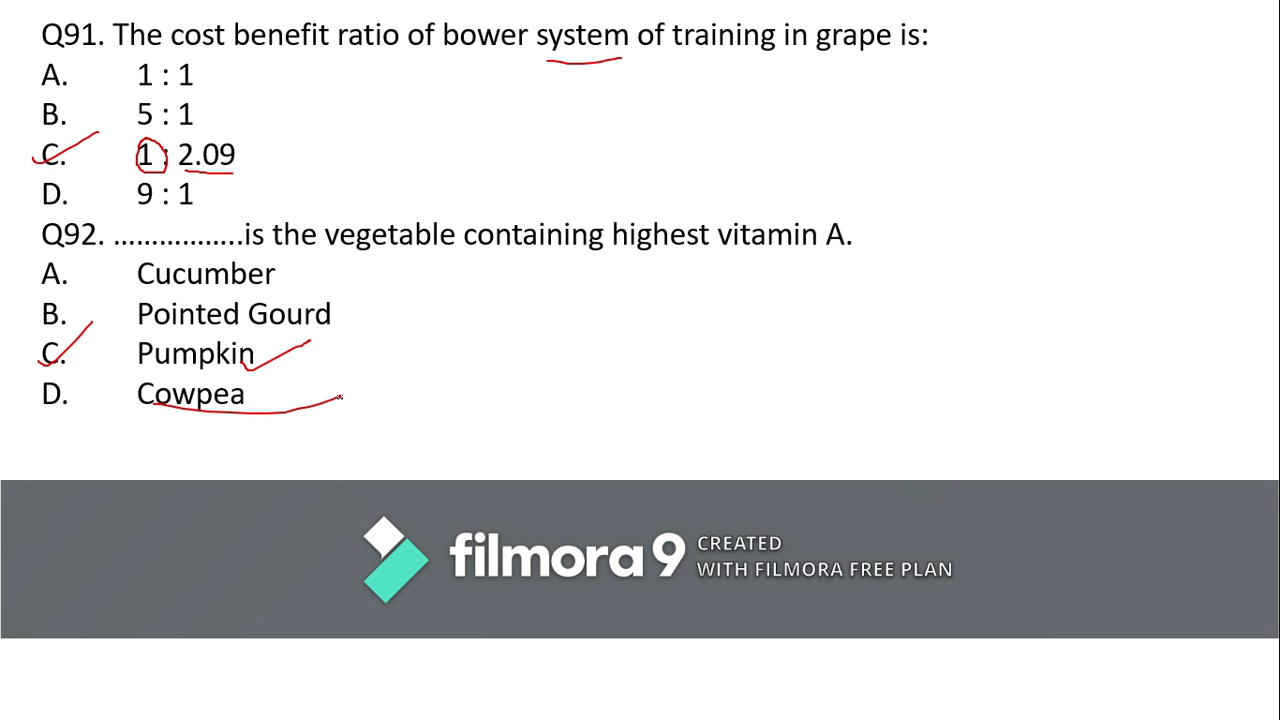 Q91. The cost benefit ratio of bower system of training in grape is:
A. 1 : 1
B. 5 : 1
C. 1 : 2.09
D. 9 : 1
Q92. ……………..is the vegetable containing highest vitamin A.
A. Cucumber
B. Pointed Gourd
C. Pumpkin
D. Cowpea
filmora 9 CREATED
WITH FILMORA FREE PLAN